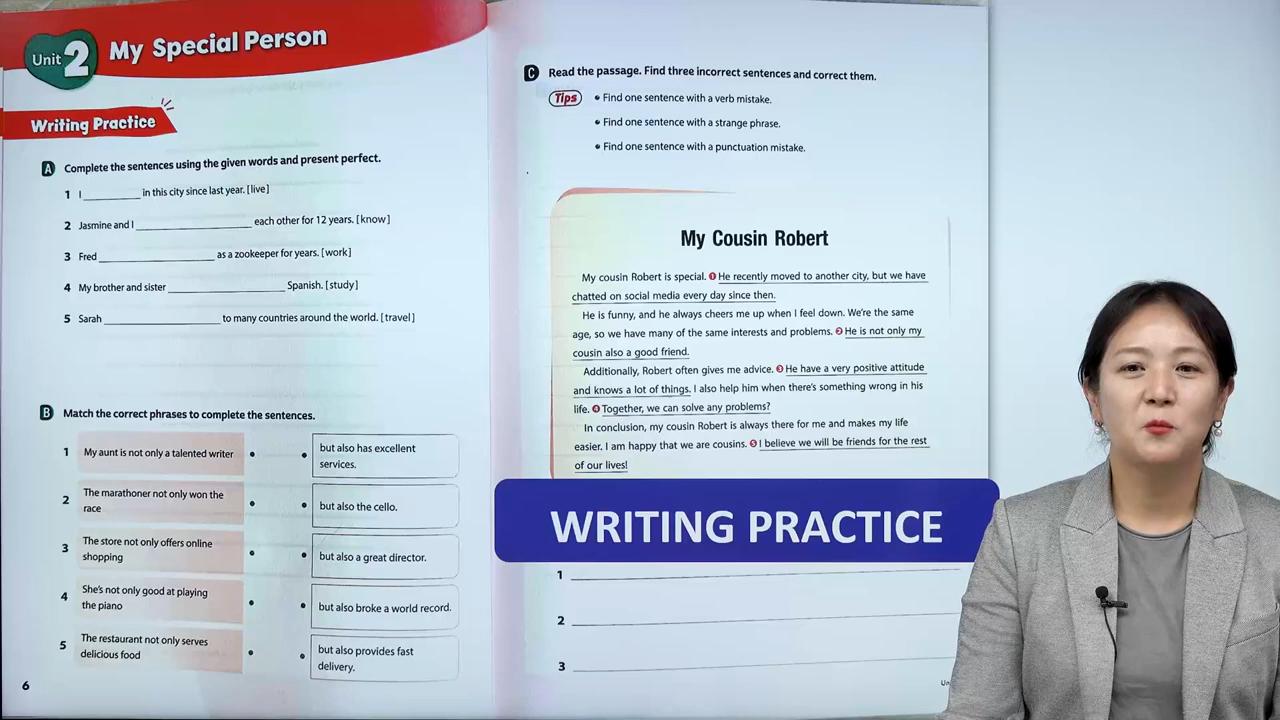 Unit 2 My Special Person
Writing Practice
A Complete the sentences using the given words and present perfect.
1 I __________ in this city since last year. [live]
2 Jasmine and I __________ each other for 12 years. [know]
3 Fred __________ as a zookeeper for years. [work]
4 My brother and sister __________ Spanish. [study]
5 Sarah __________ to many countries around the world. [travel]
B Match the correct phrases to complete the sentences.
1 My aunt is not only a talented writer
but also has excellent
services.
2 The marathoner not only won the
race
but also the cello.
3 The store not only offers online
shopping
but also a great director.
4 She's not only good at playing
the piano
but also broke a world record.
5 The restaurant not only serves
delicious food
but also provides fast
delivery.
6
C Read the passage. Find three incorrect sentences and correct them.
Tips • Find one sentence with a verb mistake.
• Find one sentence with a strange phrase.
• Find one sentence with a punctuation mistake.
My Cousin Robert
My cousin Robert is special. ❶ He recently moved to another city, but we have
chatted on social media every day since then.
He is funny, and he always cheers me up when I feel down. We're the same
age, so we have many of the same interests and problems. ❷ He is not only my
cousin also a good friend.
Additionally, Robert often gives me advice. ❸ He have a very positive attitude
and knows a lot of things. I also help him when there's something wrong in his
life. ❹ Together, we can solve any problems?
In conclusion, my cousin Robert is always there for me and makes my life
easier. I am happy that we are cousins. ❺ I believe we will be friends for the rest
of our lives!
WRITING PRACTICE
1
2
3